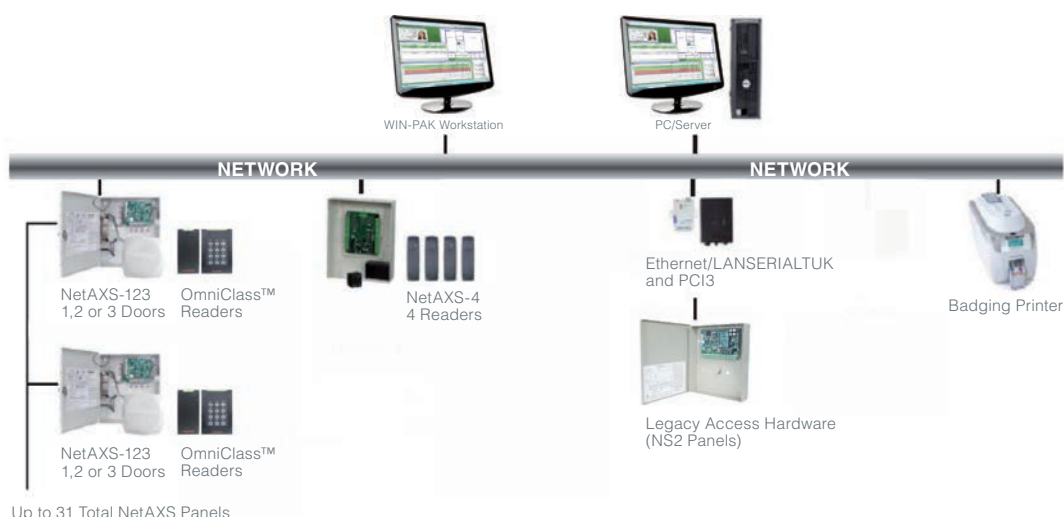 WIN-PAK Workstation
PC/Server
NETWORK
NETWORK
NetAXS-123
1,2 or 3 Doors
OmniClass™
Readers
NetAXS-4
4 Readers
Ethernet/LANSERIALTUK
and PCI3
Badging Printer
NetAXS-123
1,2 or 3 Doors
OmniClass™
Readers
Legacy Access Hardware
(NS2 Panels)
Up to 31 Total NetAXS Panels